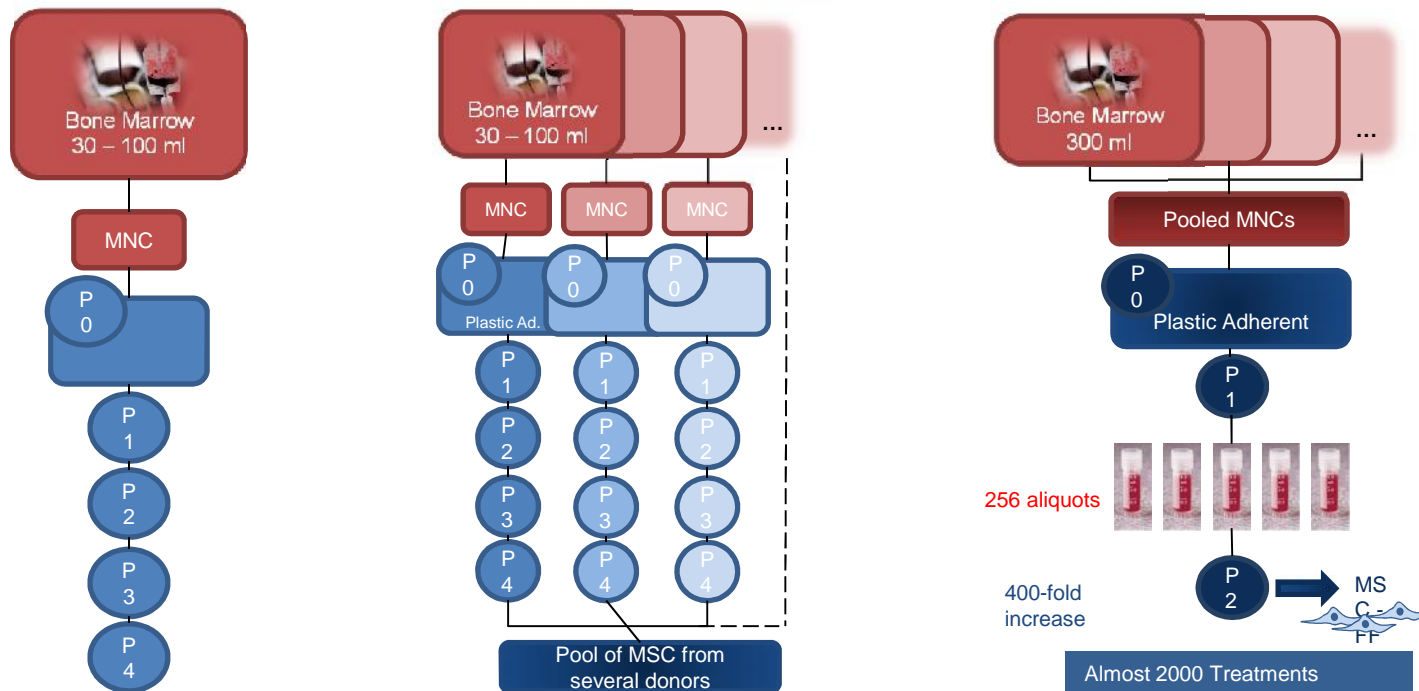 Bone Marrow
30 – 100 ml
MNC
P
0
P
1
P
2
P
3
P
4
Bone Marrow
30 – 100 ml
...
MNC
MNC
MNC
P
0
P
0
P
0
Plastic Ad.
P
1
P
1
P
1
P
2
P
2
P
2
P
3
P
3
P
3
P
4
P
4
P
4
Pool of MSC from
several donors
Bone Marrow
300 ml
...
Pooled MNCs
P
0
Plastic Adherent
P
1
256 aliquots
P
2
400-fold
increase
MS
C -
FF
Almost 2000 Treatments